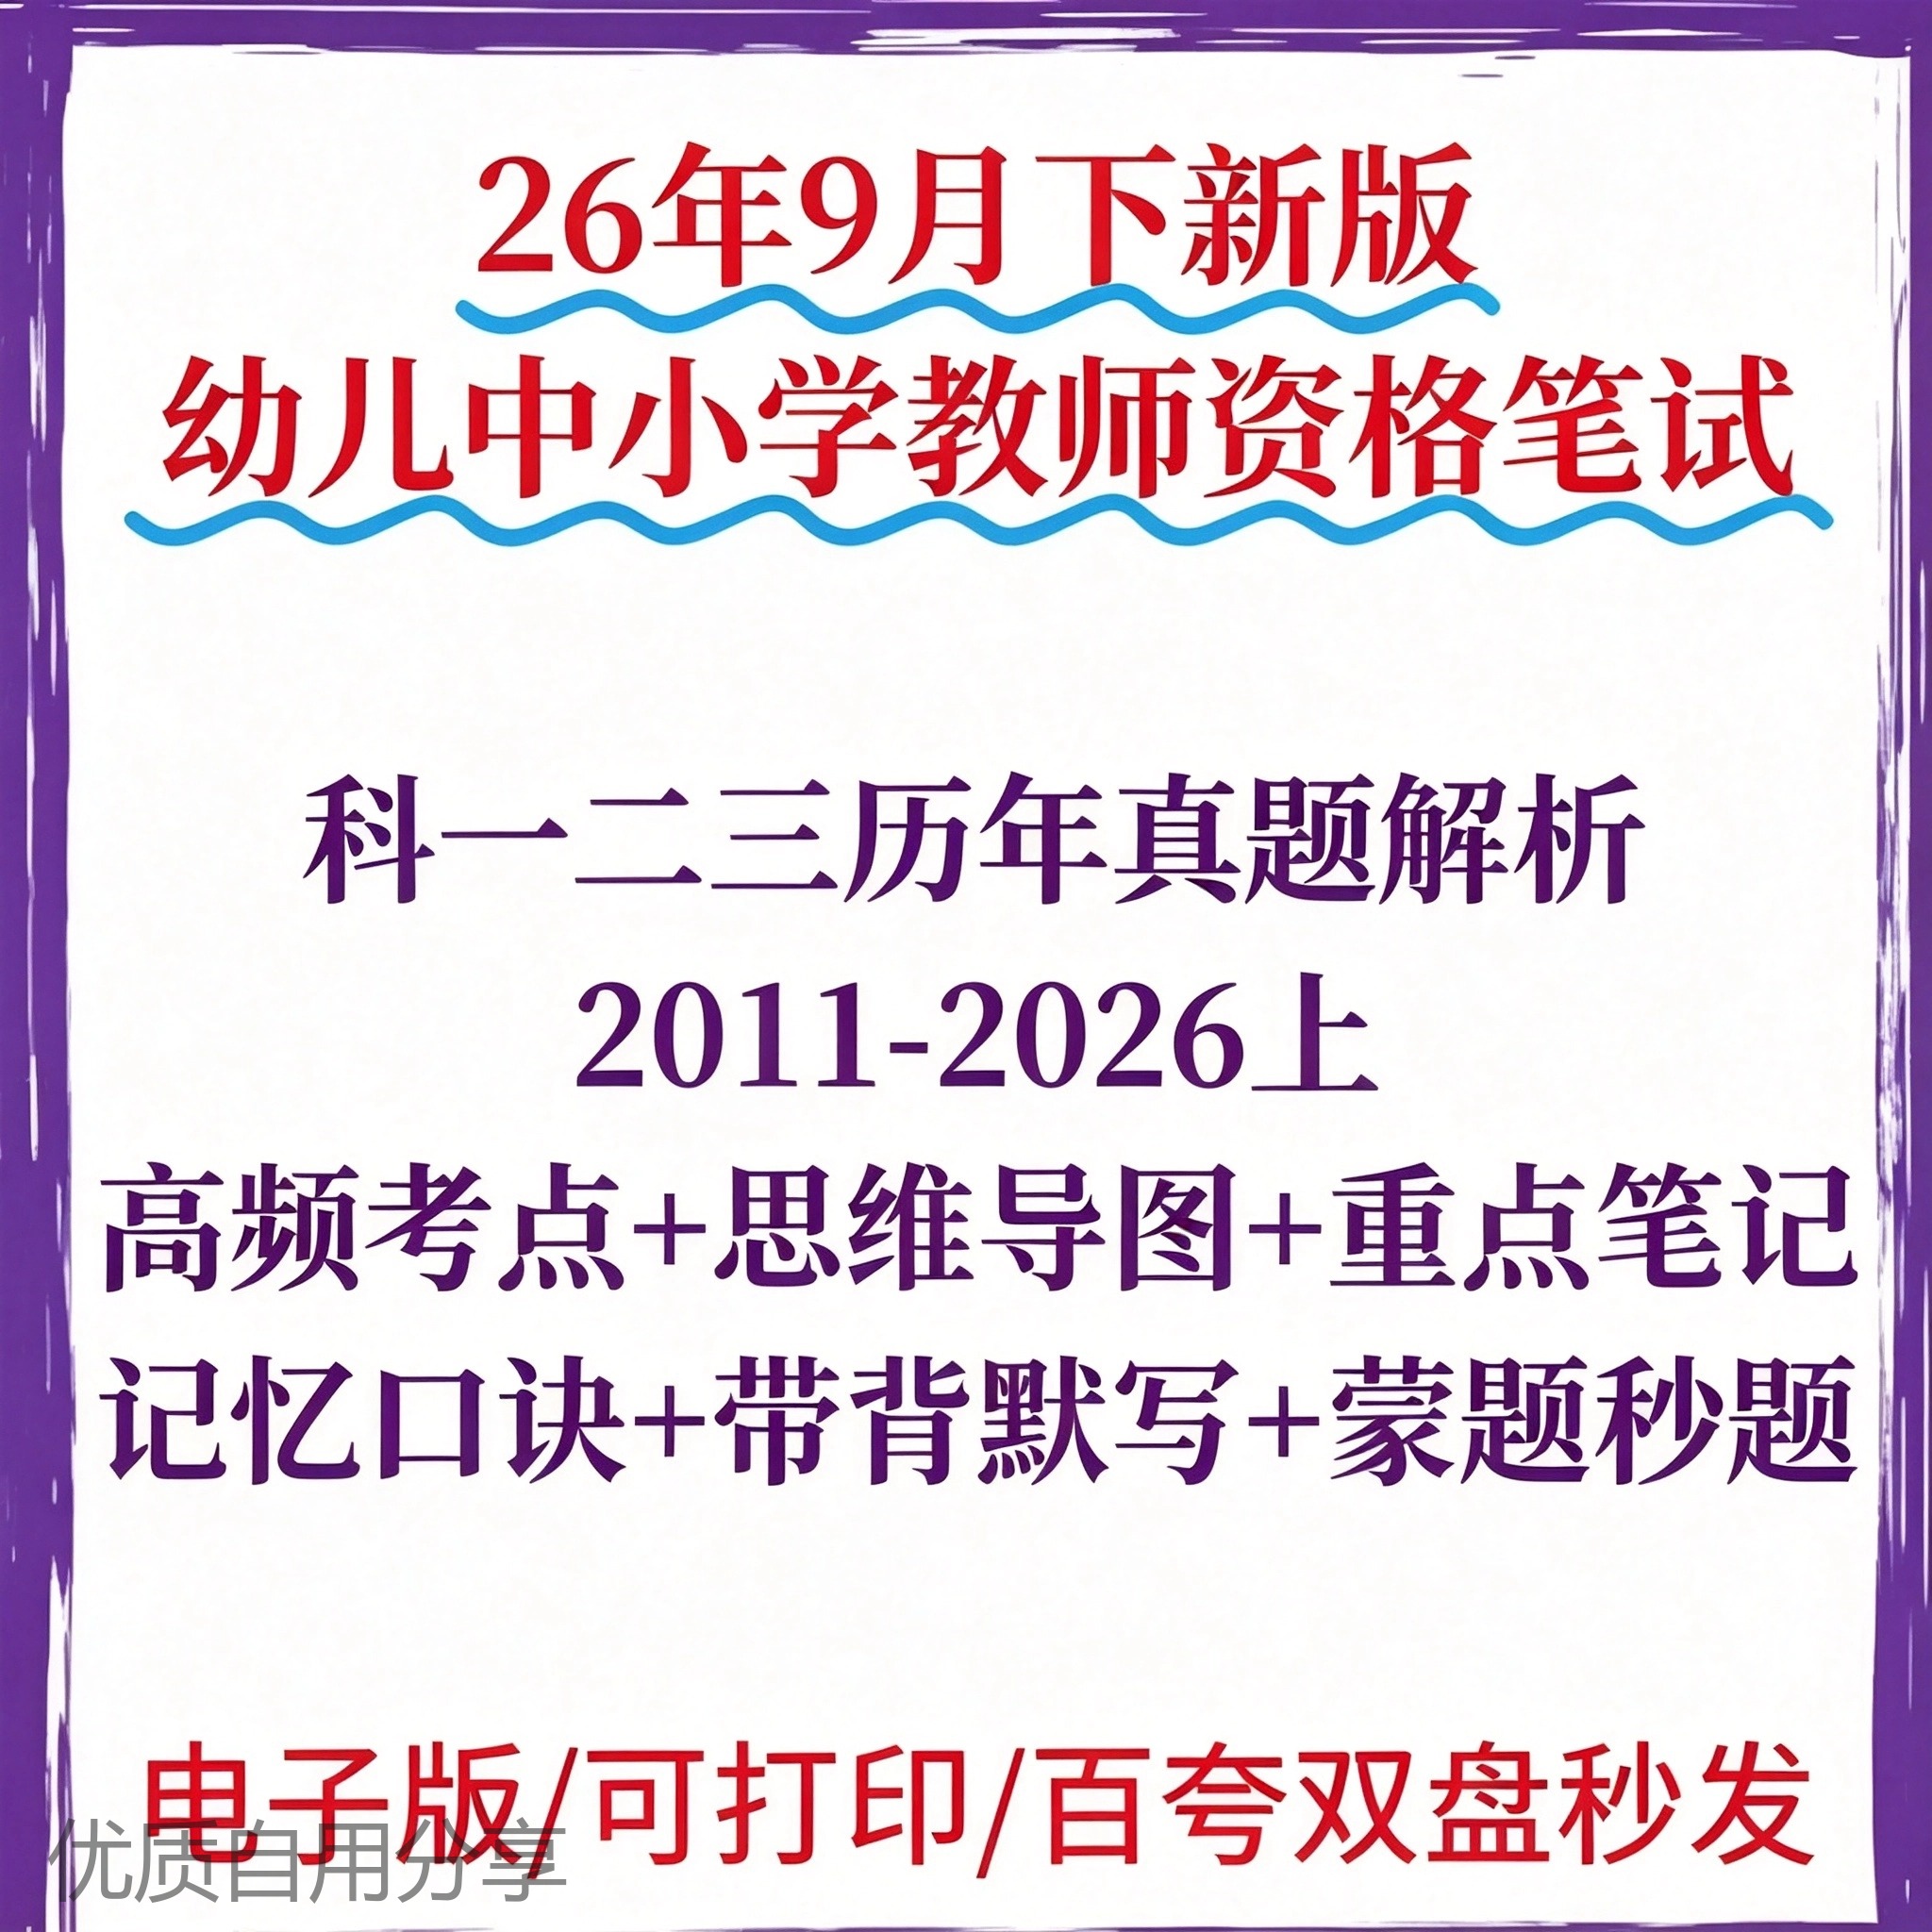 26年9月下新版
幼儿中小学教师资格笔试
科一二三历年真题解析
2011-2026上
高频考点+思维导图+重点笔记
记忆口诀+带背默写+蒙题秒题
电子版/可打印/百夸双盘秒发
优质自用分享